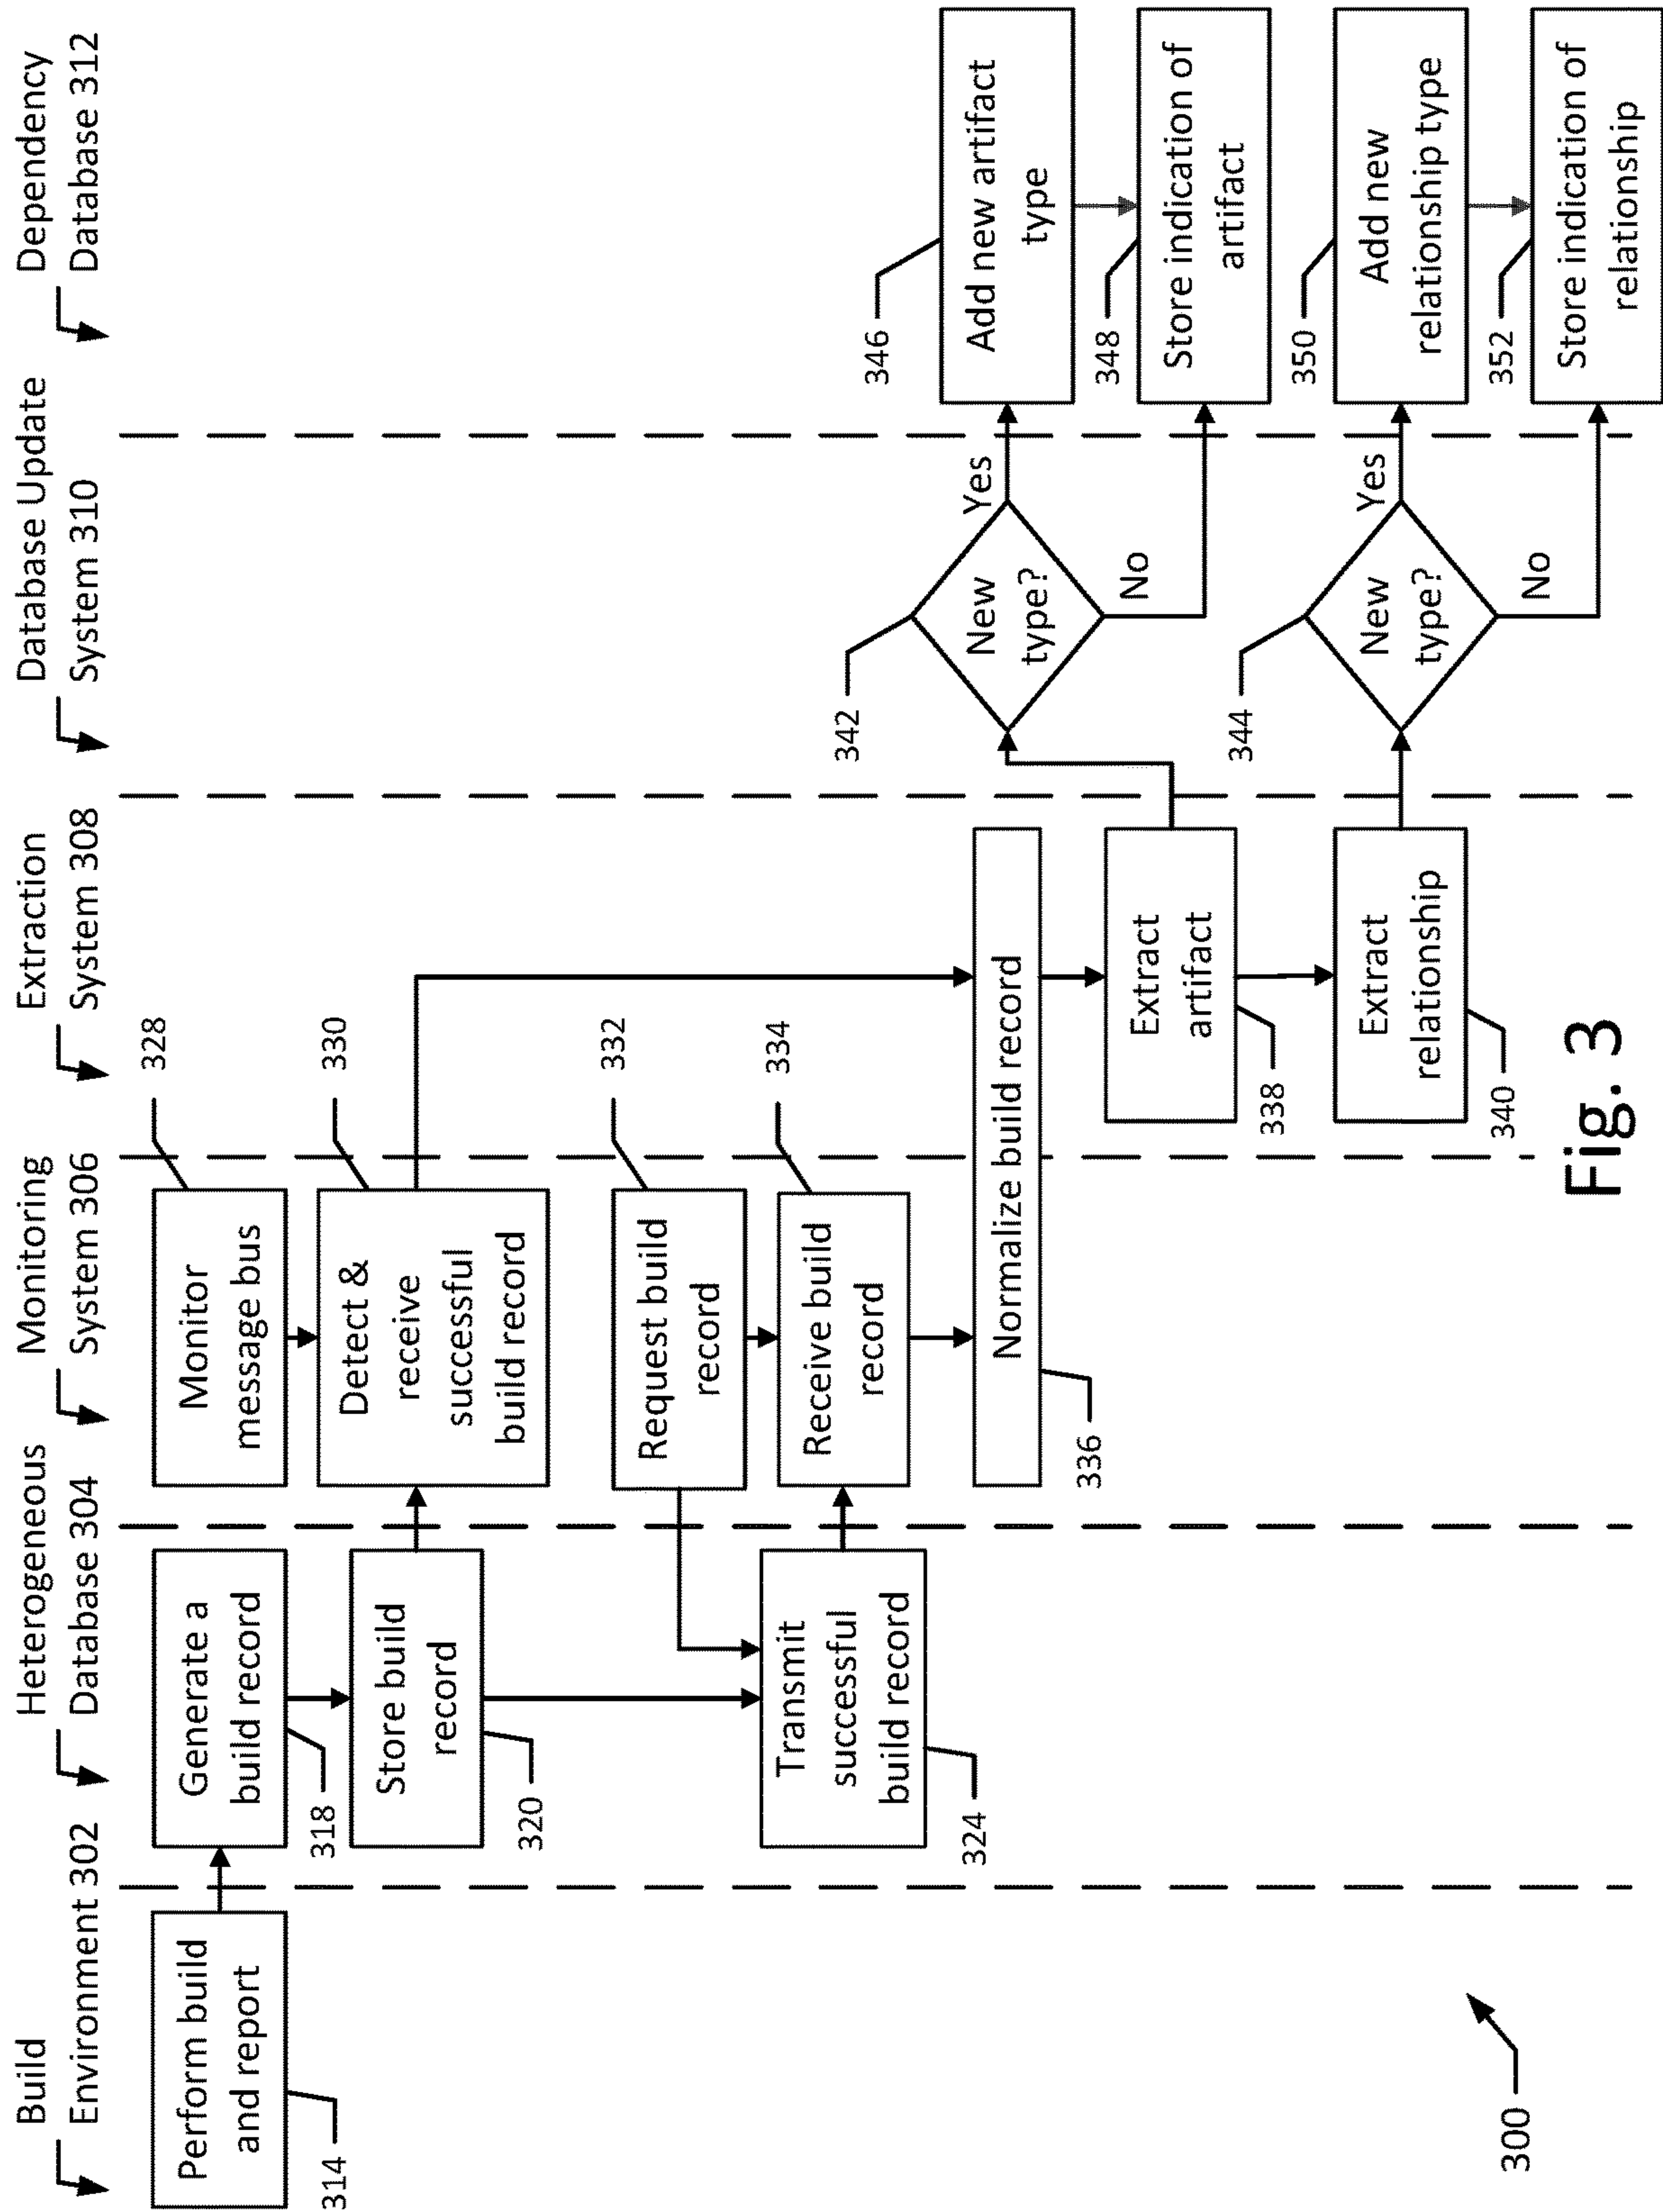 Build
Environment 302
Heterogeneous
Database 304
Monitoring
System 306
Extraction
System 308
Database Update
System 310
Dependency
Database 312
Perform build
and report
314
Generate a
build record
318
Store build
record
320
Transmit
successful
build record
324
Monitor
message bus
328
Detect &
receive
successful
build record
330
Request build
record
332
Receive build
record
334
Normalize build record
336
Extract
artifact
338
Extract
relationship
340
New
type?
342
Yes
No
New
type?
344
Yes
No
Add new artifact
type
346
Store indication of
artifact
348
Add new
relationship type
350
Store indication of
relationship
352
300
Fig. 3